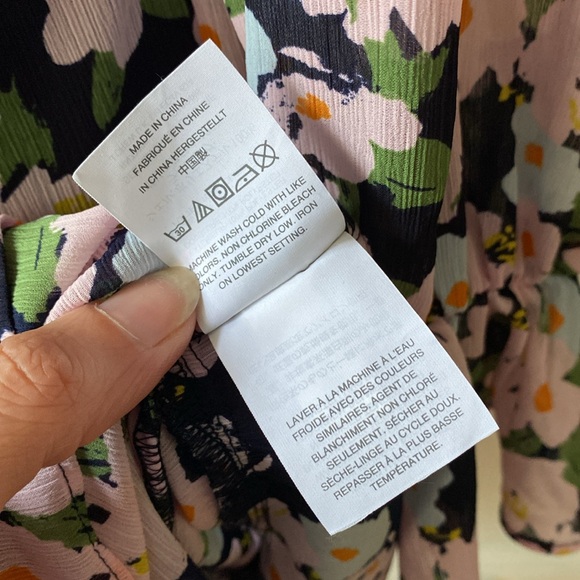 MADE IN CHINA
FABRIQUÉ EN CHINE
IN CHINA HERGESTELLT
中国製
30
MACHINE WASH COLD WITH LIKE
COLORS. NON CHLORINE BLEACH
ONLY. TUMBLE DRY LOW. IRON
ON LOWEST SETTING.
LAVER À LA MACHINE À L'EAU
FROIDE AVEC DES COULEURS
SIMILAIRES. AGENT DE
BLANCHIMENT NON CHLORÉ
SEULEMENT. SÉCHER AU
SÈCHE-LINGE AU CYCLE DOUX.
REPASSER À LA PLUS BASSE
TEMPÉRATURE.